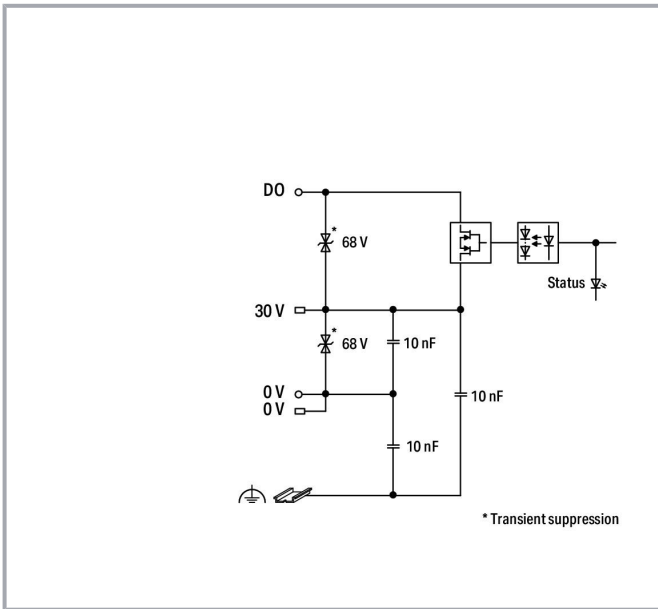 DO
* 68 V
Status
30 V
* 68 V
10 nF
0 V
0 V
10 nF
10 nF
* Transient suppression